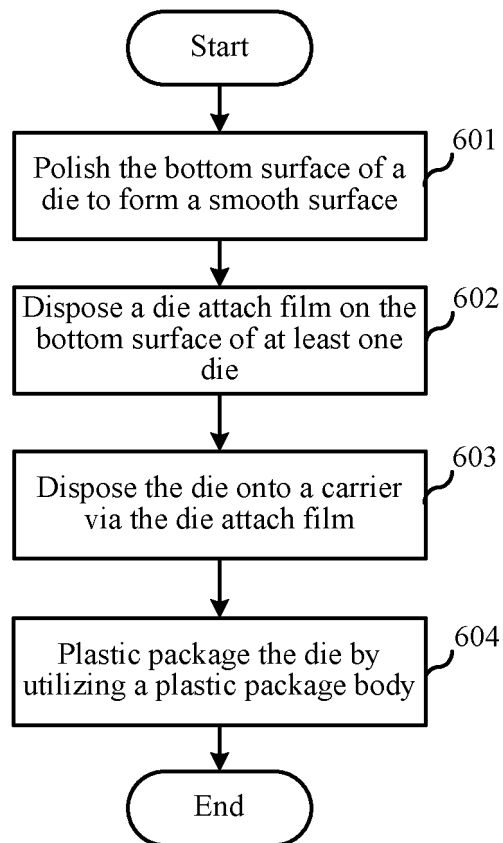 Start
601
Polish the bottom surface of a
die to form a smooth surface
602
Dispose a die attach film on the
bottom surface of at least one
die
603
Dispose the die onto a carrier
via the die attach film
604
Plastic package the die by
utilizing a plastic package body
End